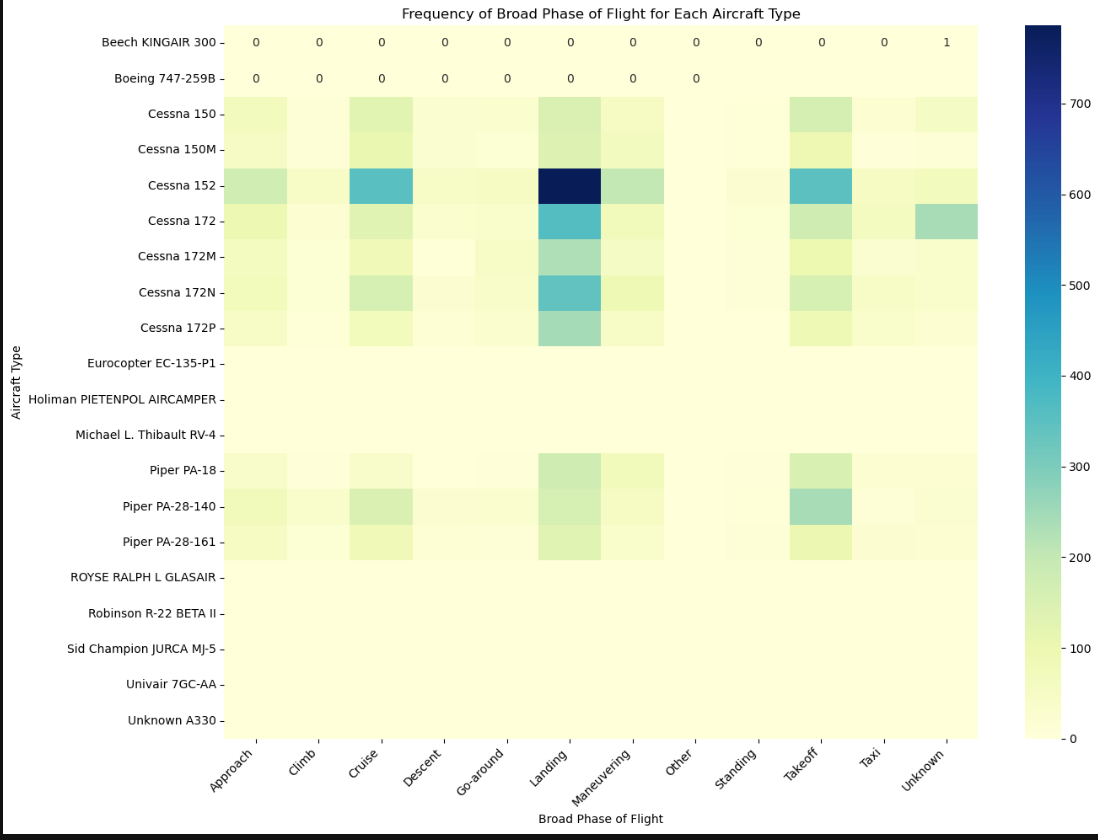 Frequency of Broad Phase of Flight for Each Aircraft Type
Beech KINGAIR 300 0 0 0 0 0 0 0 0 0 0 0 1
Boeing 747-259B 0 0 0 0 0 0 0 0
Cessna 150
Cessna 150M
Cessna 152
Cessna 172
Cessna 172M
Cessna 172N
Cessna 172P
Eurocopter EC-135-P1
Holiman PIETENPOL AIRCAMPER
Michael L. Thibault RV-4
Piper PA-18
Piper PA-28-140
Piper PA-28-161
ROYSE RALPH L GLASAIR
Robinson R-22 BETA II
Sid Champion JURCA MJ-5
Univair 7GC-AA
Unknown A330
Aircraft Type
Approach
Climb
Cruise
Descent
Go-around
Landing
Maneuvering
Other
Standing
Takeoff
Taxi
Unknown
Broad Phase of Flight
700
600
500
400
300
200
100
0